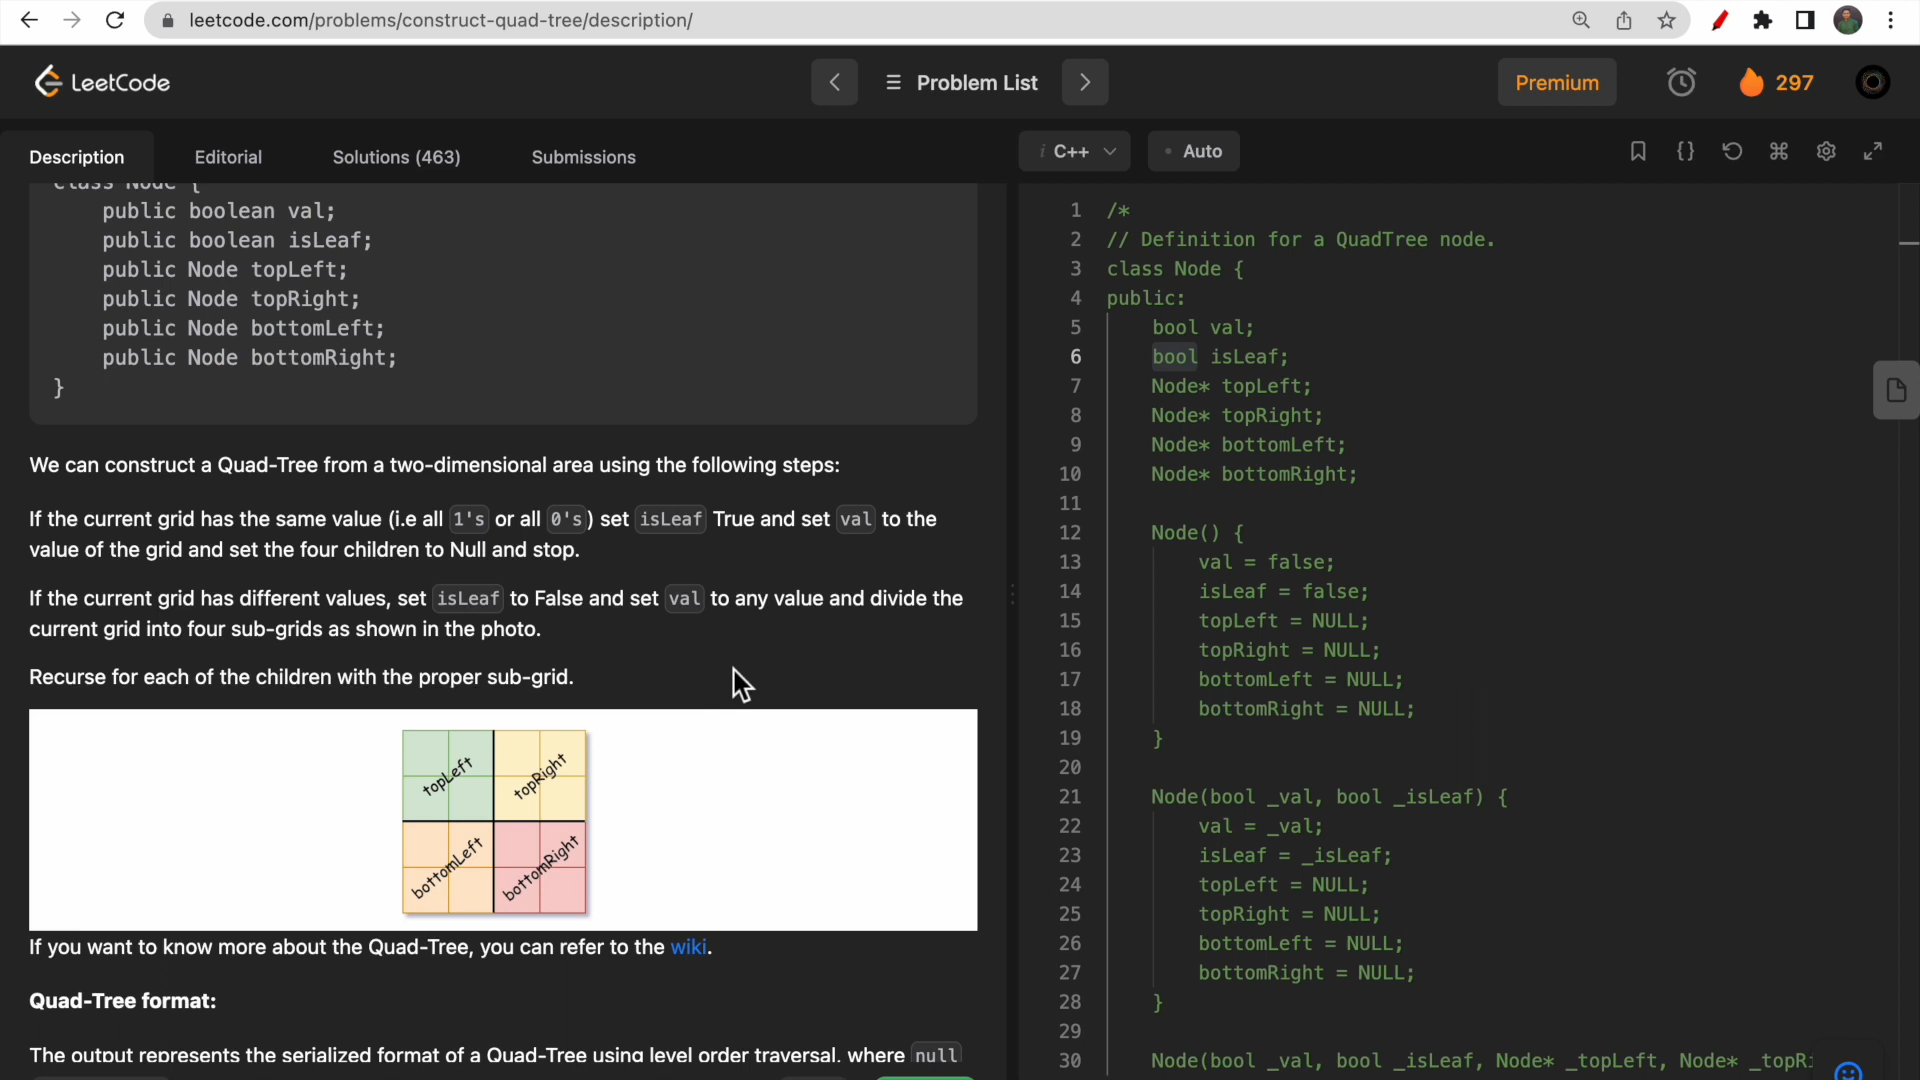 leetcode.com/problems/construct-quad-tree/description/
LeetCode
Problem List
Premium
297
Description
Editorial
Solutions (463)
Submissions
class Node {
public boolean val;
public boolean isLeaf;
public Node topLeft;
public Node topRight;
public Node bottomLeft;
public Node bottomRight;
}
We can construct a Quad-Tree from a two-dimensional area using the following steps:
If the current grid has the same value (i.e all 1's or all 0's) set isLeaf True and set val to the
value of the grid and set the four children to Null and stop.
If the current grid has different values, set isLeaf to False and set val to any value and divide the
current grid into four sub-grids as shown in the photo.
Recurse for each of the children with the proper sub-grid.
topLeft
topRight
bottomLeft
bottomRight
If you want to know more about the Quad-Tree, you can refer to the wiki.
Quad-Tree format:
The output represents the serialized format of a Quad-Tree using level order traversal, where null
i C++
Auto
1 /*
2 // Definition for a QuadTree node.
3 class Node {
4 public:
5 bool val;
6 bool isLeaf;
7 Node* topLeft;
8 Node* topRight;
9 Node* bottomLeft;
10 Node* bottomRight;
11
12 Node() {
13 val = false;
14 isLeaf = false;
15 topLeft = NULL;
16 topRight = NULL;
17 bottomLeft = NULL;
18 bottomRight = NULL;
19 }
20
21 Node(bool _val, bool _isLeaf) {
22 val = _val;
23 isLeaf = _isLeaf;
24 topLeft = NULL;
25 topRight = NULL;
26 bottomLeft = NULL;
27 bottomRight = NULL;
28 }
29
30 Node(bool _val, bool _isLeaf, Node* _topLeft, Node* _topRi